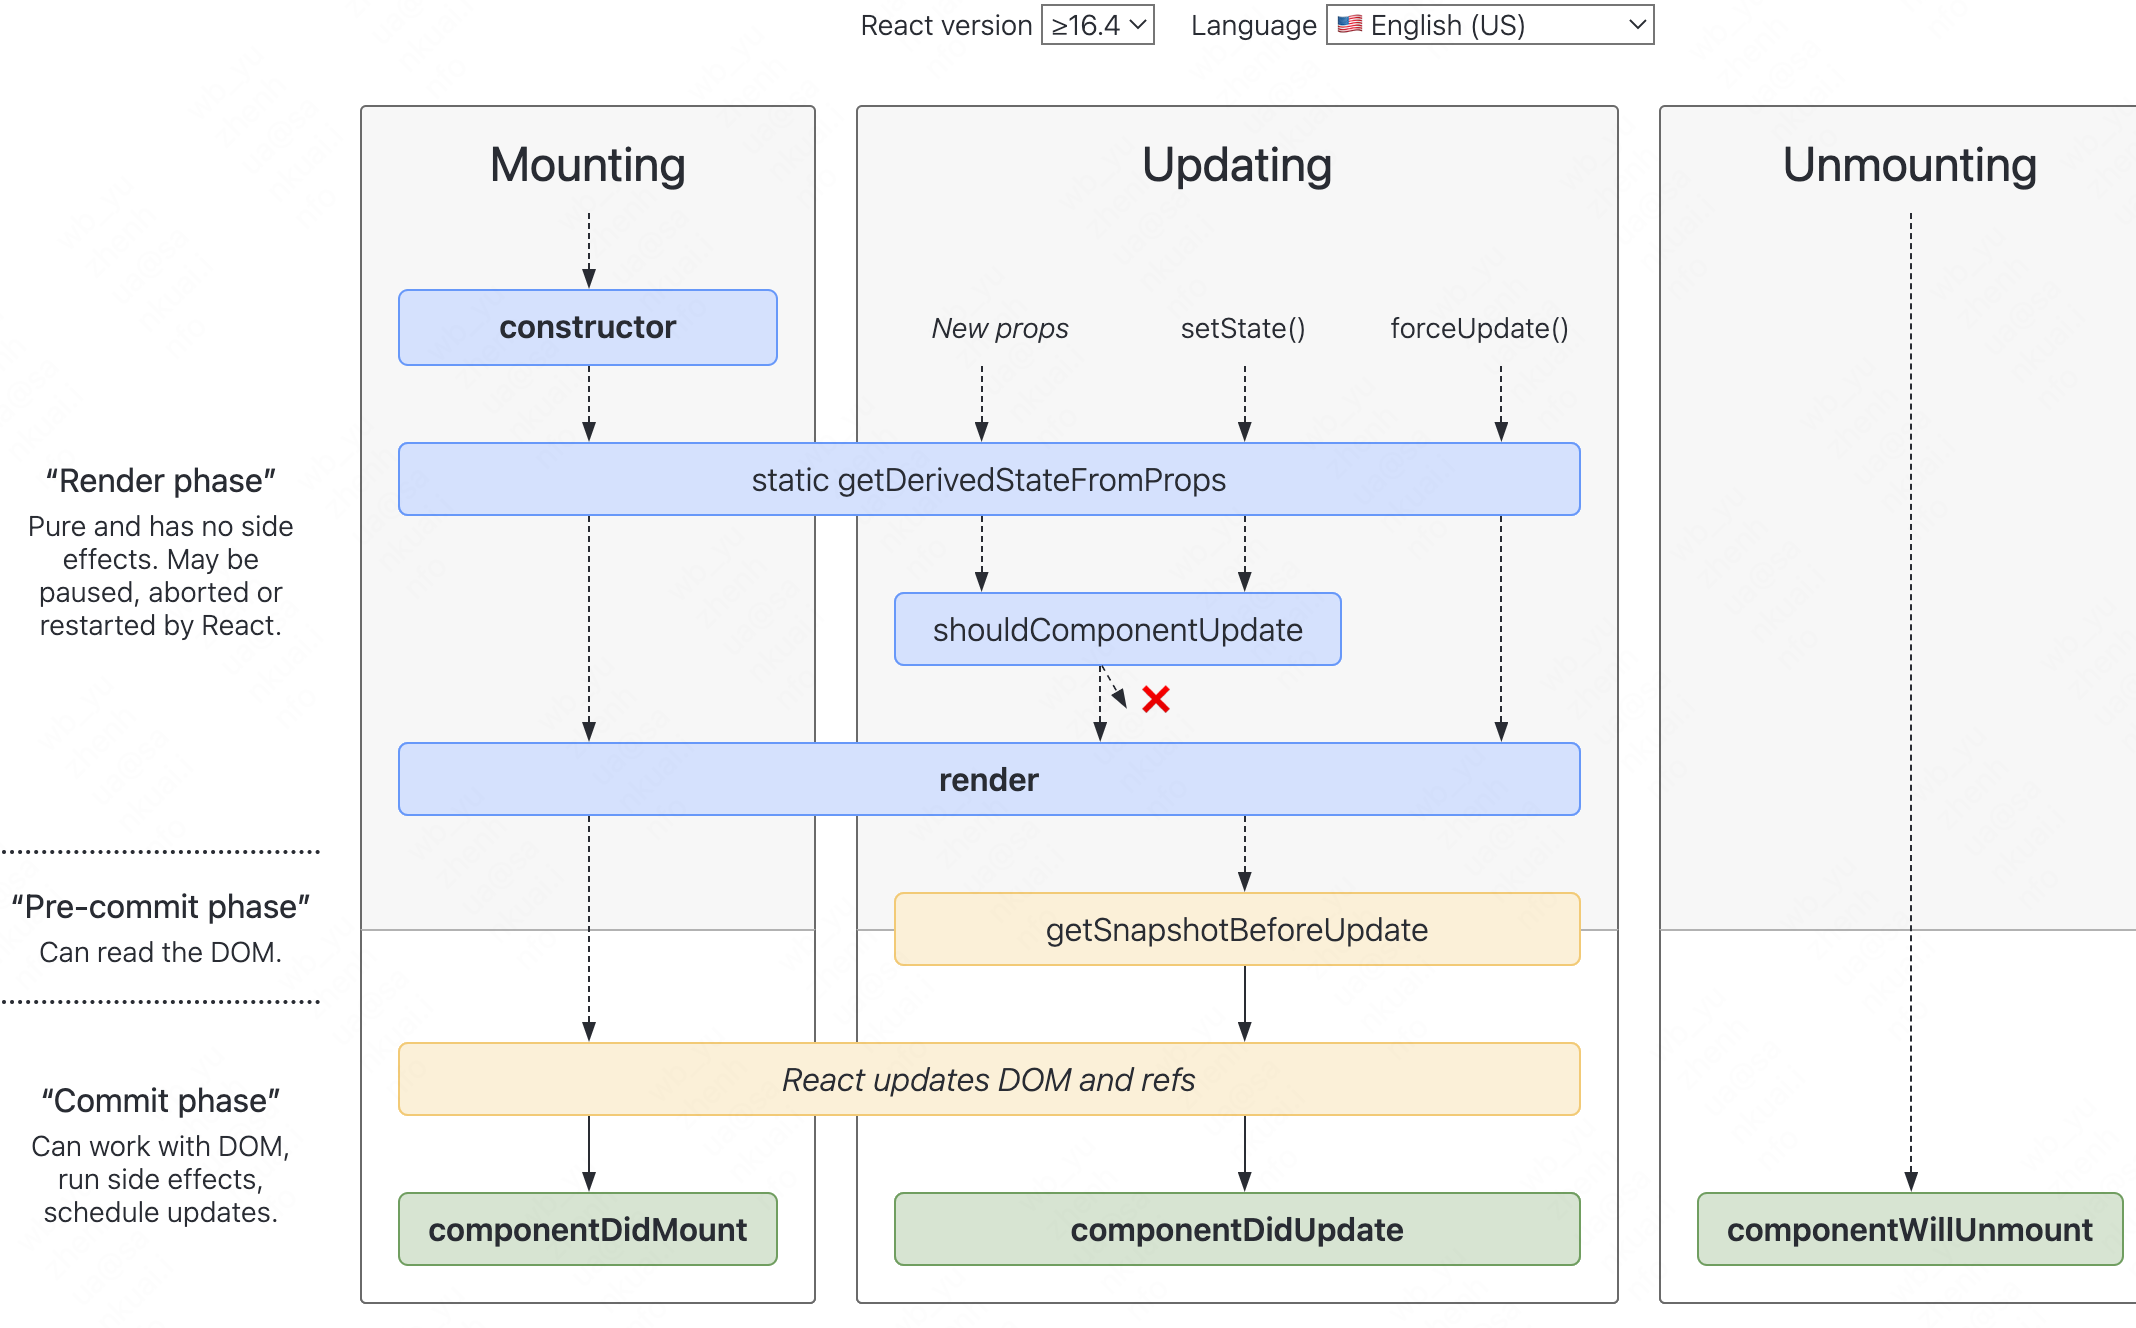 React version ≥16.4 Language 🇺🇸 English (US)
Mounting
Updating
Unmounting
constructor
New props
setState()
forceUpdate()
static getDerivedStateFromProps
“Render phase”
Pure and has no side
effects. May be
paused, aborted or
restarted by React.
shouldComponentUpdate
render
“Pre-commit phase”
Can read the DOM.
getSnapshotBeforeUpdate
React updates DOM and refs
“Commit phase”
Can work with DOM,
run side effects,
schedule updates.
componentDidMount
componentDidUpdate
componentWillUnmount